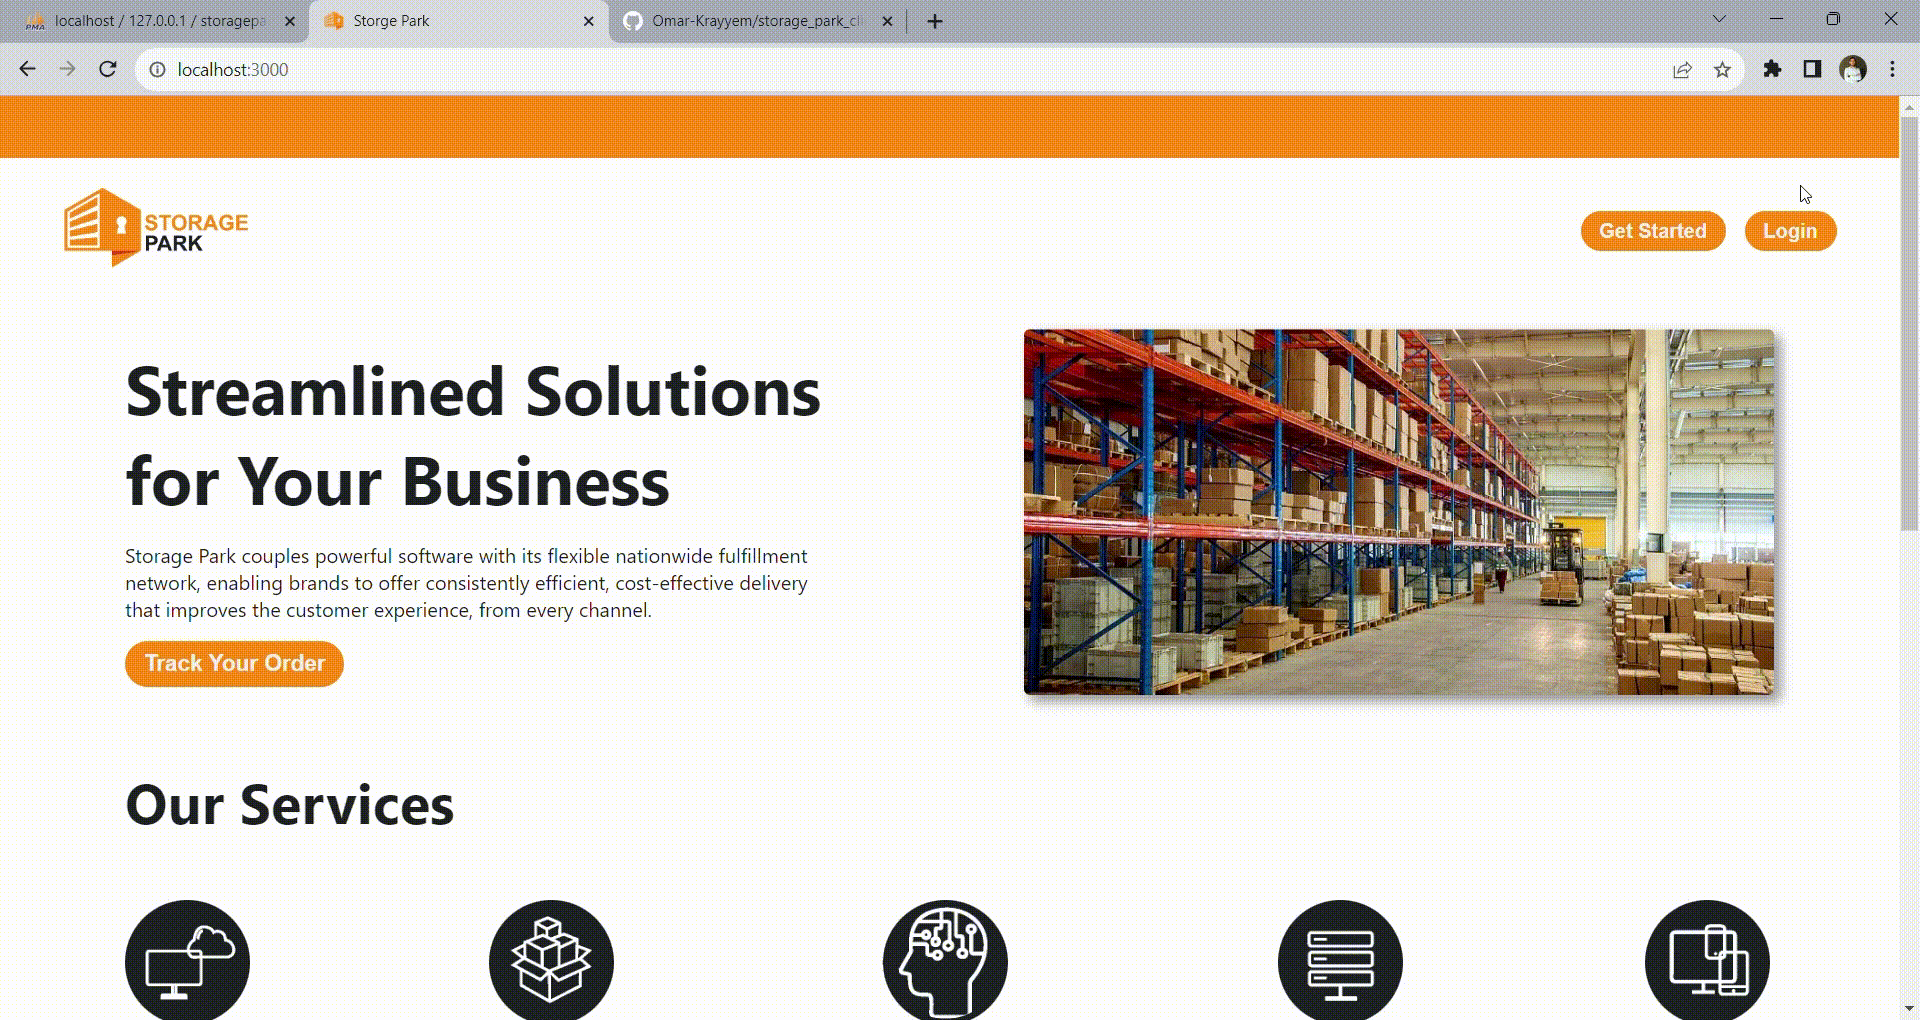 localhost / 127.0.0.1 / storagepa
Storge Park
Omar-Krayyem/storage_park_cli
localhost:3000
STORAGE
PARK
Get Started
Login
Streamlined Solutions
for Your Business
Storage Park couples powerful software with its flexible nationwide fulfillment
network, enabling brands to offer consistently efficient, cost-effective delivery
that improves the customer experience, from every channel.
Track Your Order
Our Services